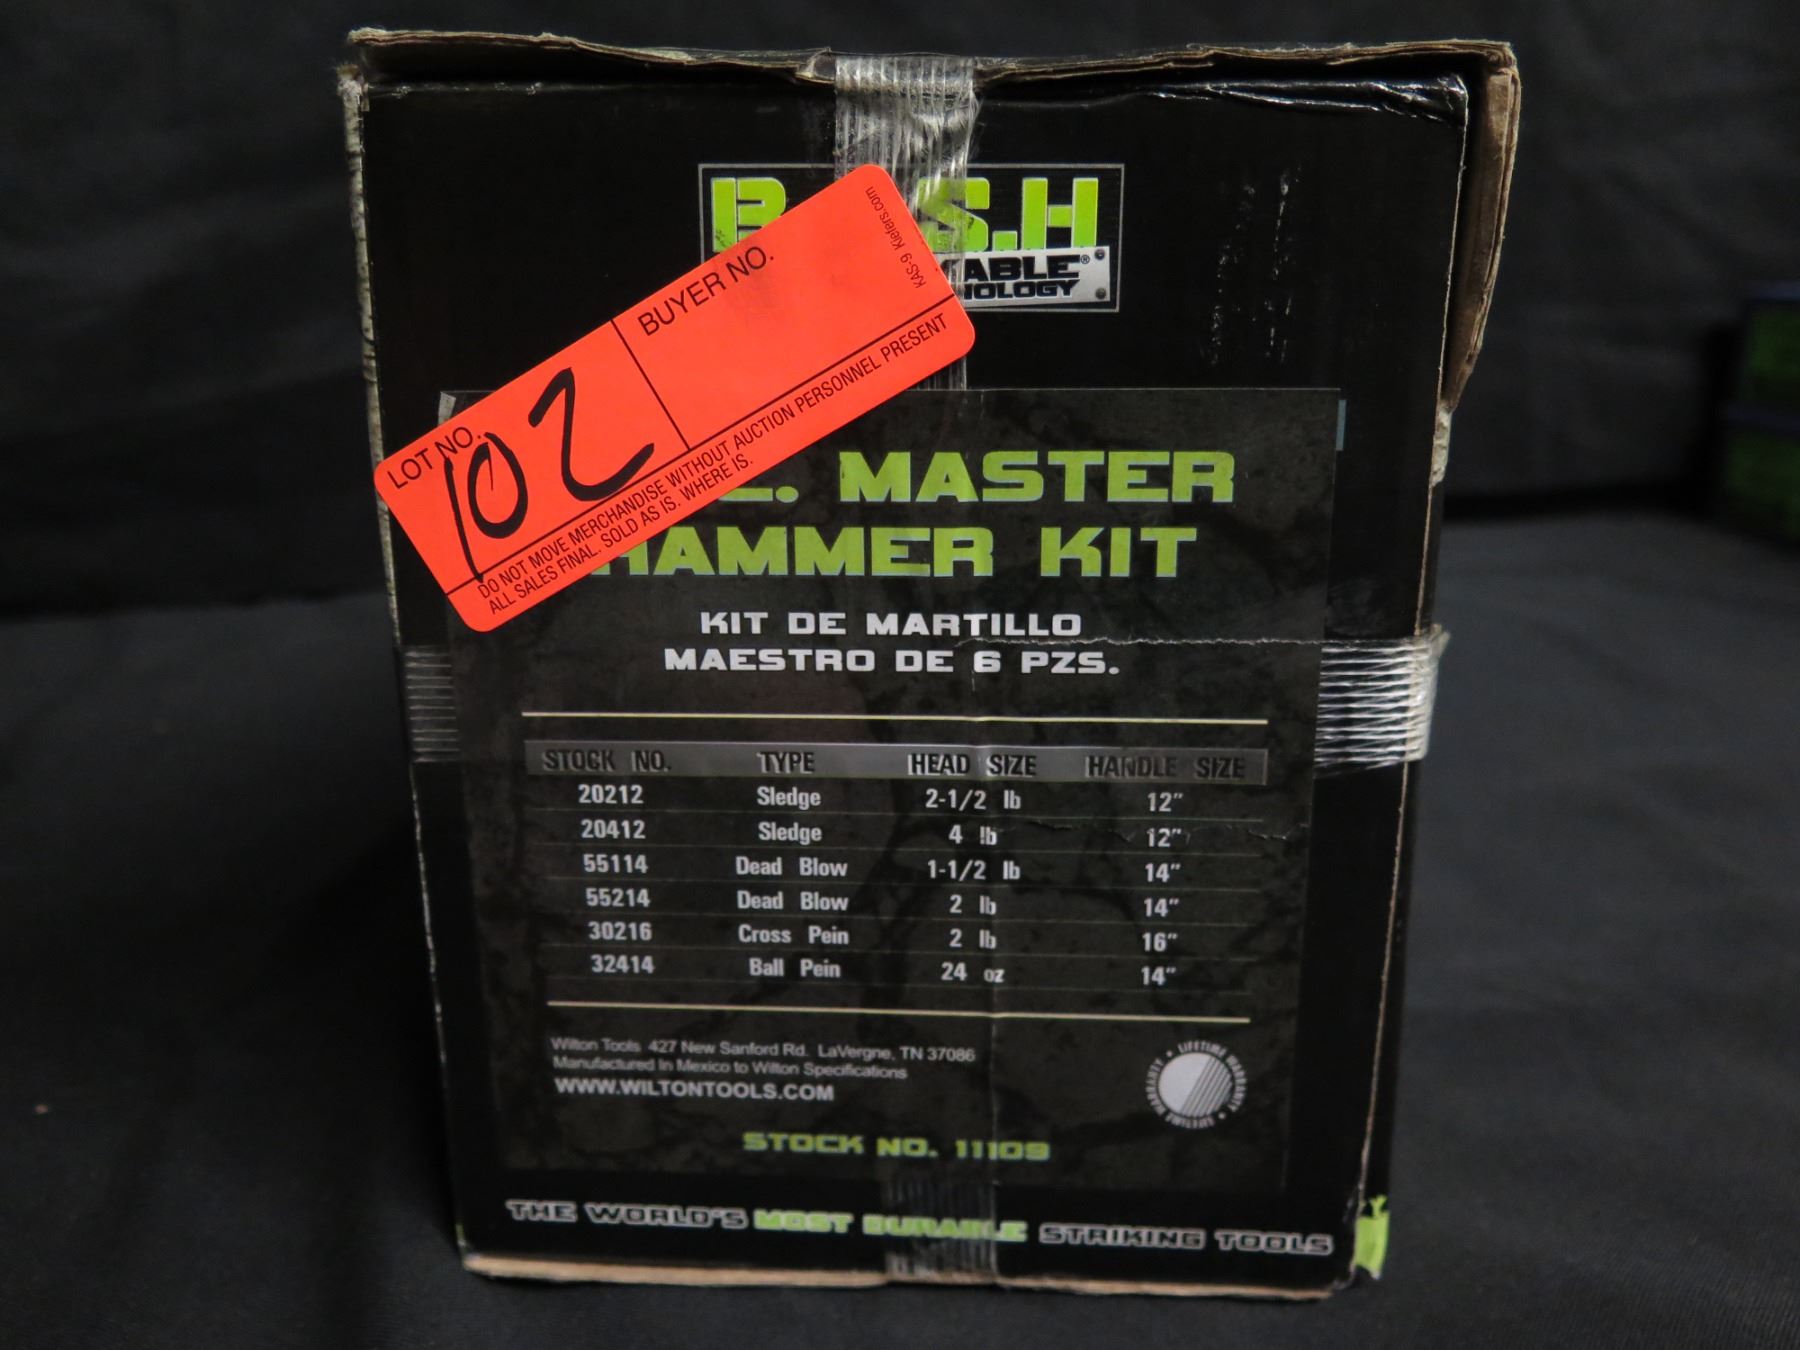 S.H
KAS-9 Kiefers.com
BUYER NO.
LOT NO.
102
DO NOT MOVE MERCHANDISE WITHOUT AUCTION PERSONNEL PRESENT
ALL SALES FINAL. SOLD AS IS. WHERE IS.
MASTER
HAMMER KIT
KIT DE MARTILLO
MAESTRO DE 6 PZS.
STOCK NO. TYPE HEAD SIZE HANDLE SIZE
20212 Sledge 2-1/2 lb 12"
20412 Sledge 4 lb 12"
55114 Dead Blow 1-1/2 lb 14"
55214 Dead Blow 2 lb 14"
30216 Cross Pein 2 lb 16"
32414 Ball Pein 24 oz 14"
Wilton Tools 427 New Sanford Rd. LaVergne, TN 37086
Manufactured In Mexico to Wilton Specifications
WWW.WILTONTOOLS.COM
LIFETIME WARRANTY • LIFETIME WARRANTY •
STOCK NO. 11109
THE WORLD'S MOST DURABLE STRIKING TOOLS